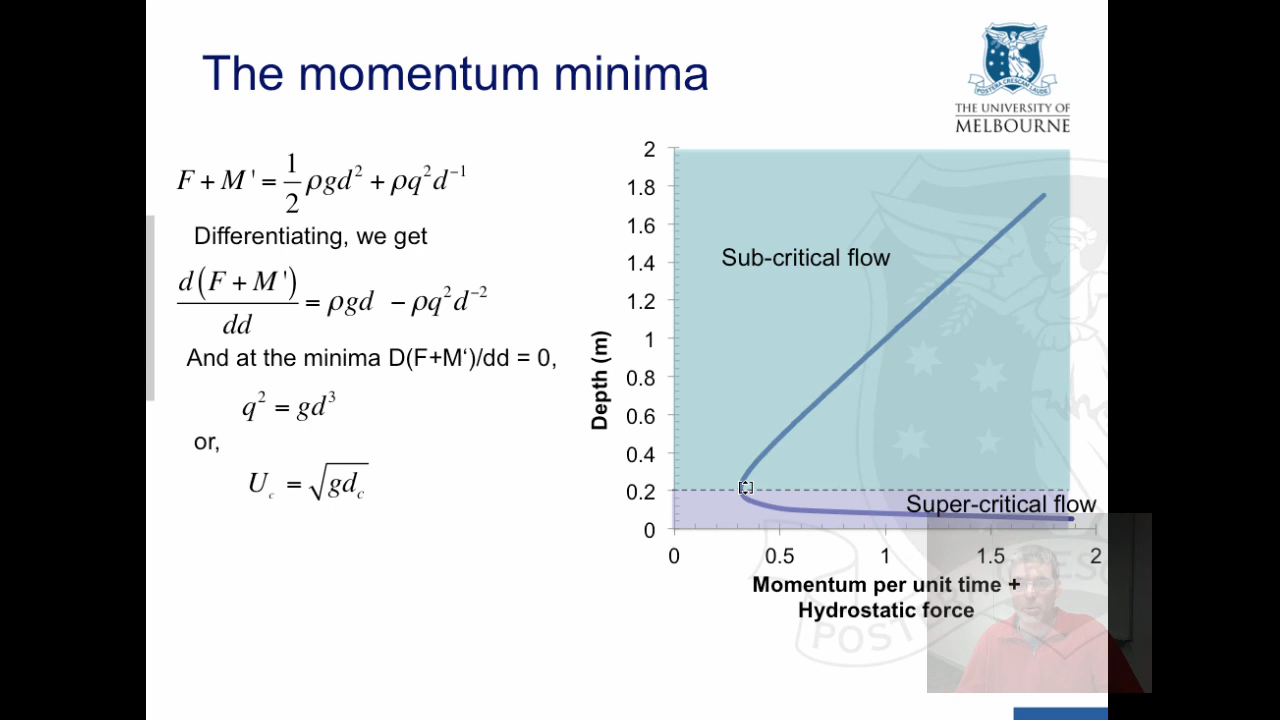 The momentum minima
POSTERA CRESCAM LAUDE
THE UNIVERSITY OF
MELBOURNE
F + M ' = 1/2 ρgd² + ρq²d⁻¹
Differentiating, we get
d(F + M ')/dd = ρgd − ρq²d⁻²
And at the minima D(F+M‘)/dd = 0,
q² = gd³
or,
U_c = √gd_c
Depth (m)
2
1.8
1.6
1.4
1.2
1
0.8
0.6
0.4
0.2
0
Sub-critical flow
Super-critical flow
0 0.5 1 1.5 2
Momentum per unit time +
Hydrostatic force